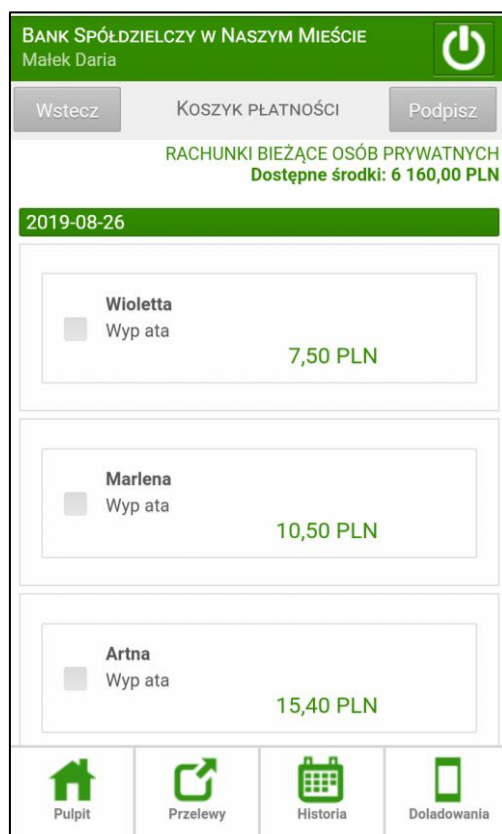 BANK SPÓŁDZIELCZY W NASZYM MIEŚCIE
Małek Daria
Wstecz
KOSZYK PŁATNOŚCI
Podpisz
RACHUNKI BIEŻĄCE OSÓB PRYWATNYCH
Dostępne środki: 6 160,00 PLN
2019-08-26
Wioletta
Wyp ata
7,50 PLN
Marlena
Wyp ata
10,50 PLN
Artna
Wyp ata
15,40 PLN
Pulpit
Przelewy
Historia
Doladowania